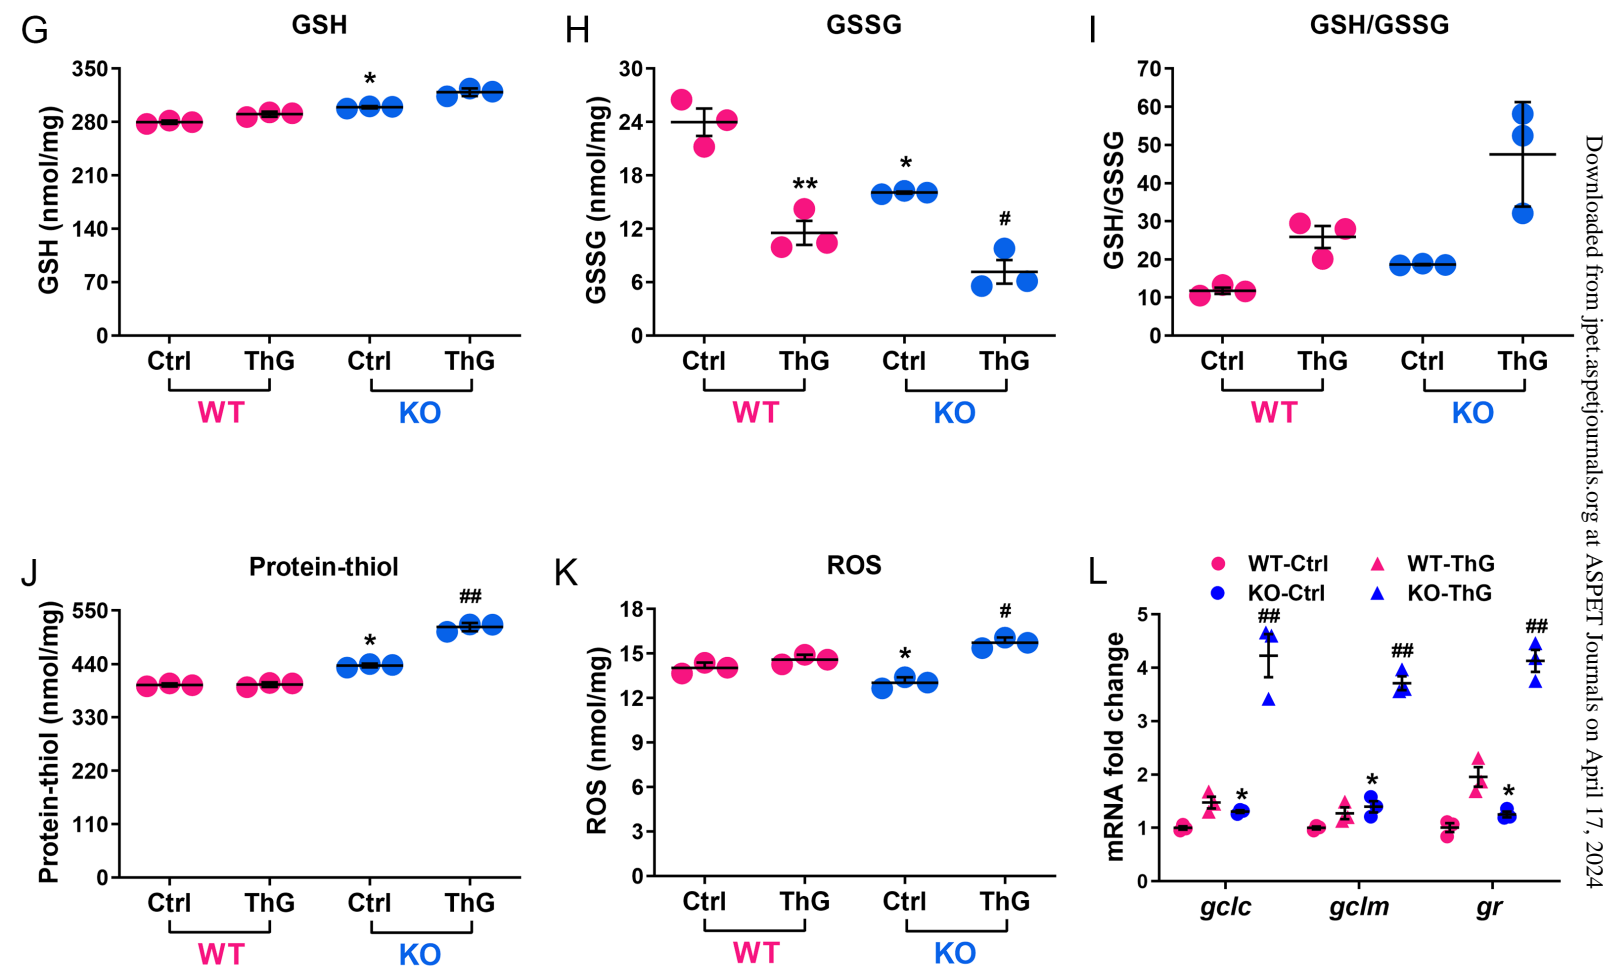 G
GSH
GSH (nmol/mg)
350
280
210
140
70
0
*
Ctrl ThG Ctrl ThG
WT KO
H
GSSG
GSSG (nmol/mg)
30
24
18
12
6
0
**
*
#
Ctrl ThG Ctrl ThG
WT KO
I
GSH/GSSG
GSH/GSSG
70
60
50
40
30
20
10
0
Ctrl ThG Ctrl ThG
WT KO
J
Protein-thiol
Protein-thiol (nmol/mg)
550
440
330
220
110
0
*
##
Ctrl ThG Ctrl ThG
WT KO
K
ROS
ROS (nmol/mg)
18
15
12
9
6
3
0
*
#
Ctrl ThG Ctrl ThG
WT KO
L
WT-Ctrl WT-ThG
KO-Ctrl KO-ThG
mRNA fold change
5
4
3
2
1
0
*
##
*
##
*
##
gclc gclm gr
Downloaded from jpet.aspetjournals.org at ASPET Journals on April 17, 2024